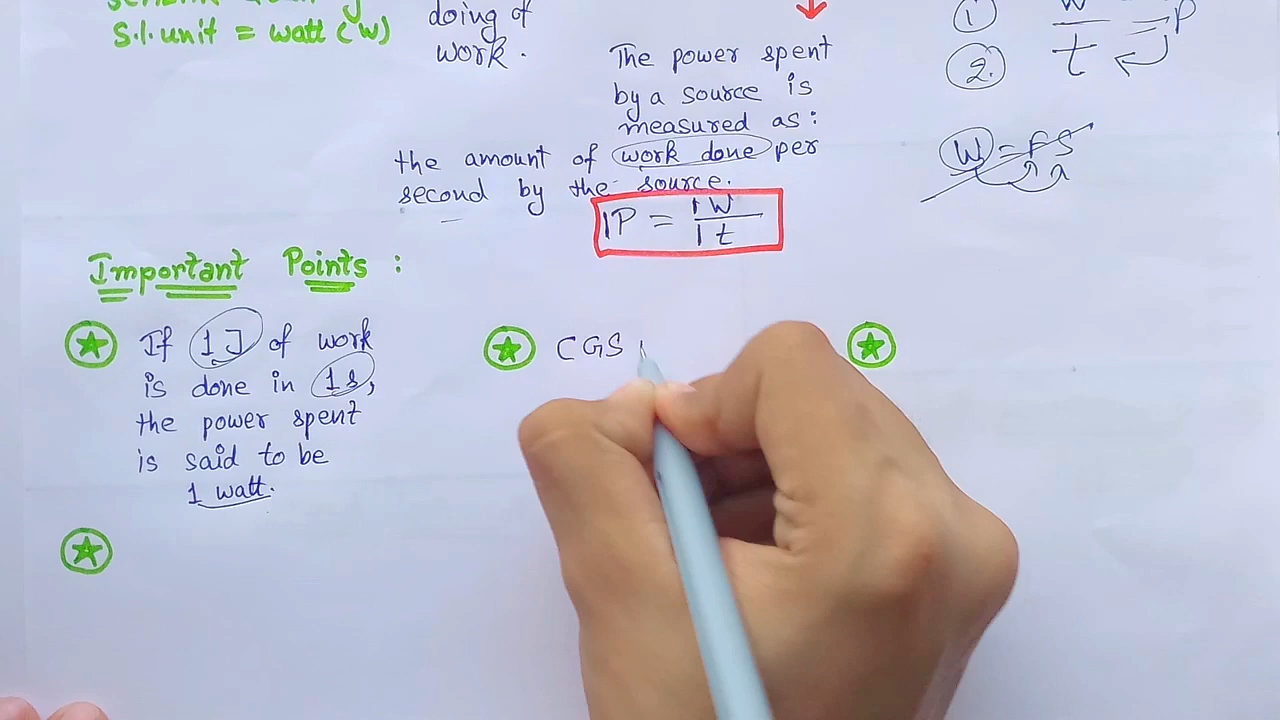 S.I. unit = watt (W)
doing of
work.
The power spent
by a source is
measured as:
the amount of work done per
second by the source.
1P = 1W
1t
1
W
t
= P
2.
W = F S
Important Points :
If 1J of work
is done in 1s,
the power spent
is said to be
1 watt.
CGS